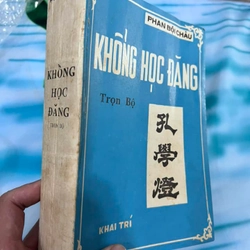 PHAN BỘI CHÂU
KHỔNG HỌC ĐĂNG
Trọn Bộ
孔學燈
KHAI TRÍ
KHỔNG
HỌC
ĐĂNG